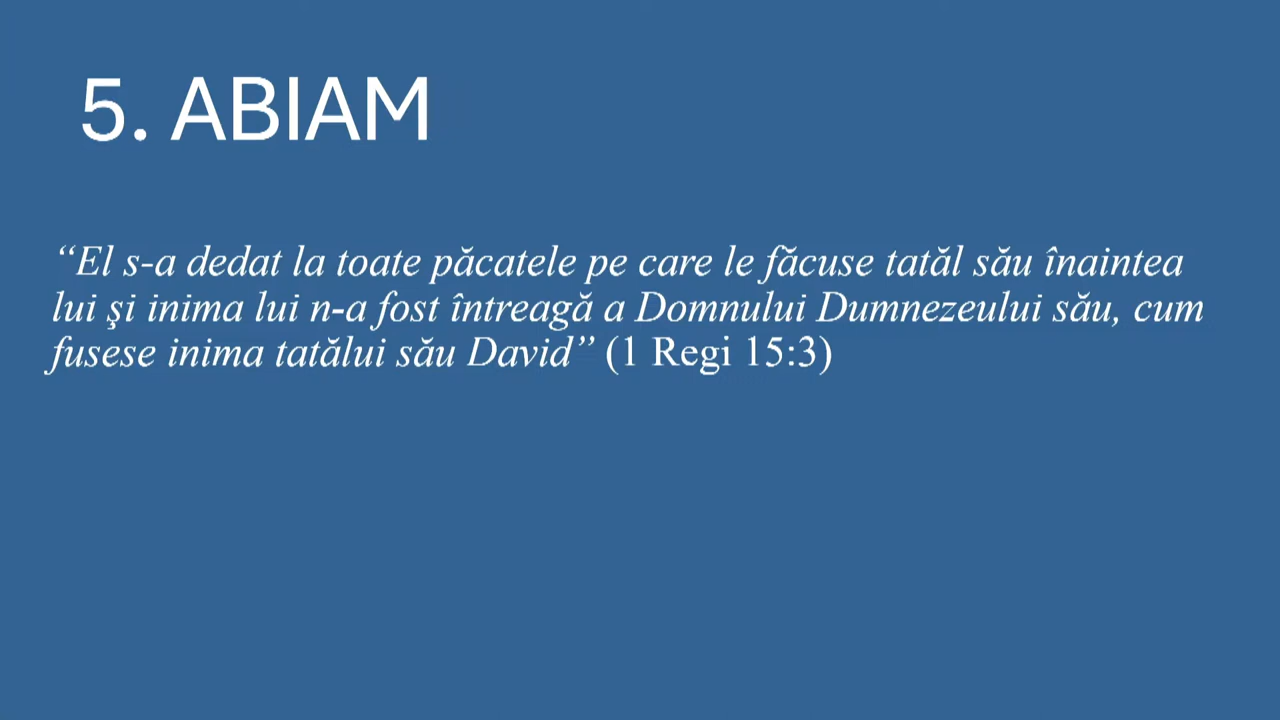 5. ABIAM
“El s-a dedat la toate păcatele pe care le făcuse tatăl său înaintea
lui şi inima lui n-a fost întreagă a Domnului Dumnezeului său, cum
fusese inima tatălui său David” (1 Regi 15:3)